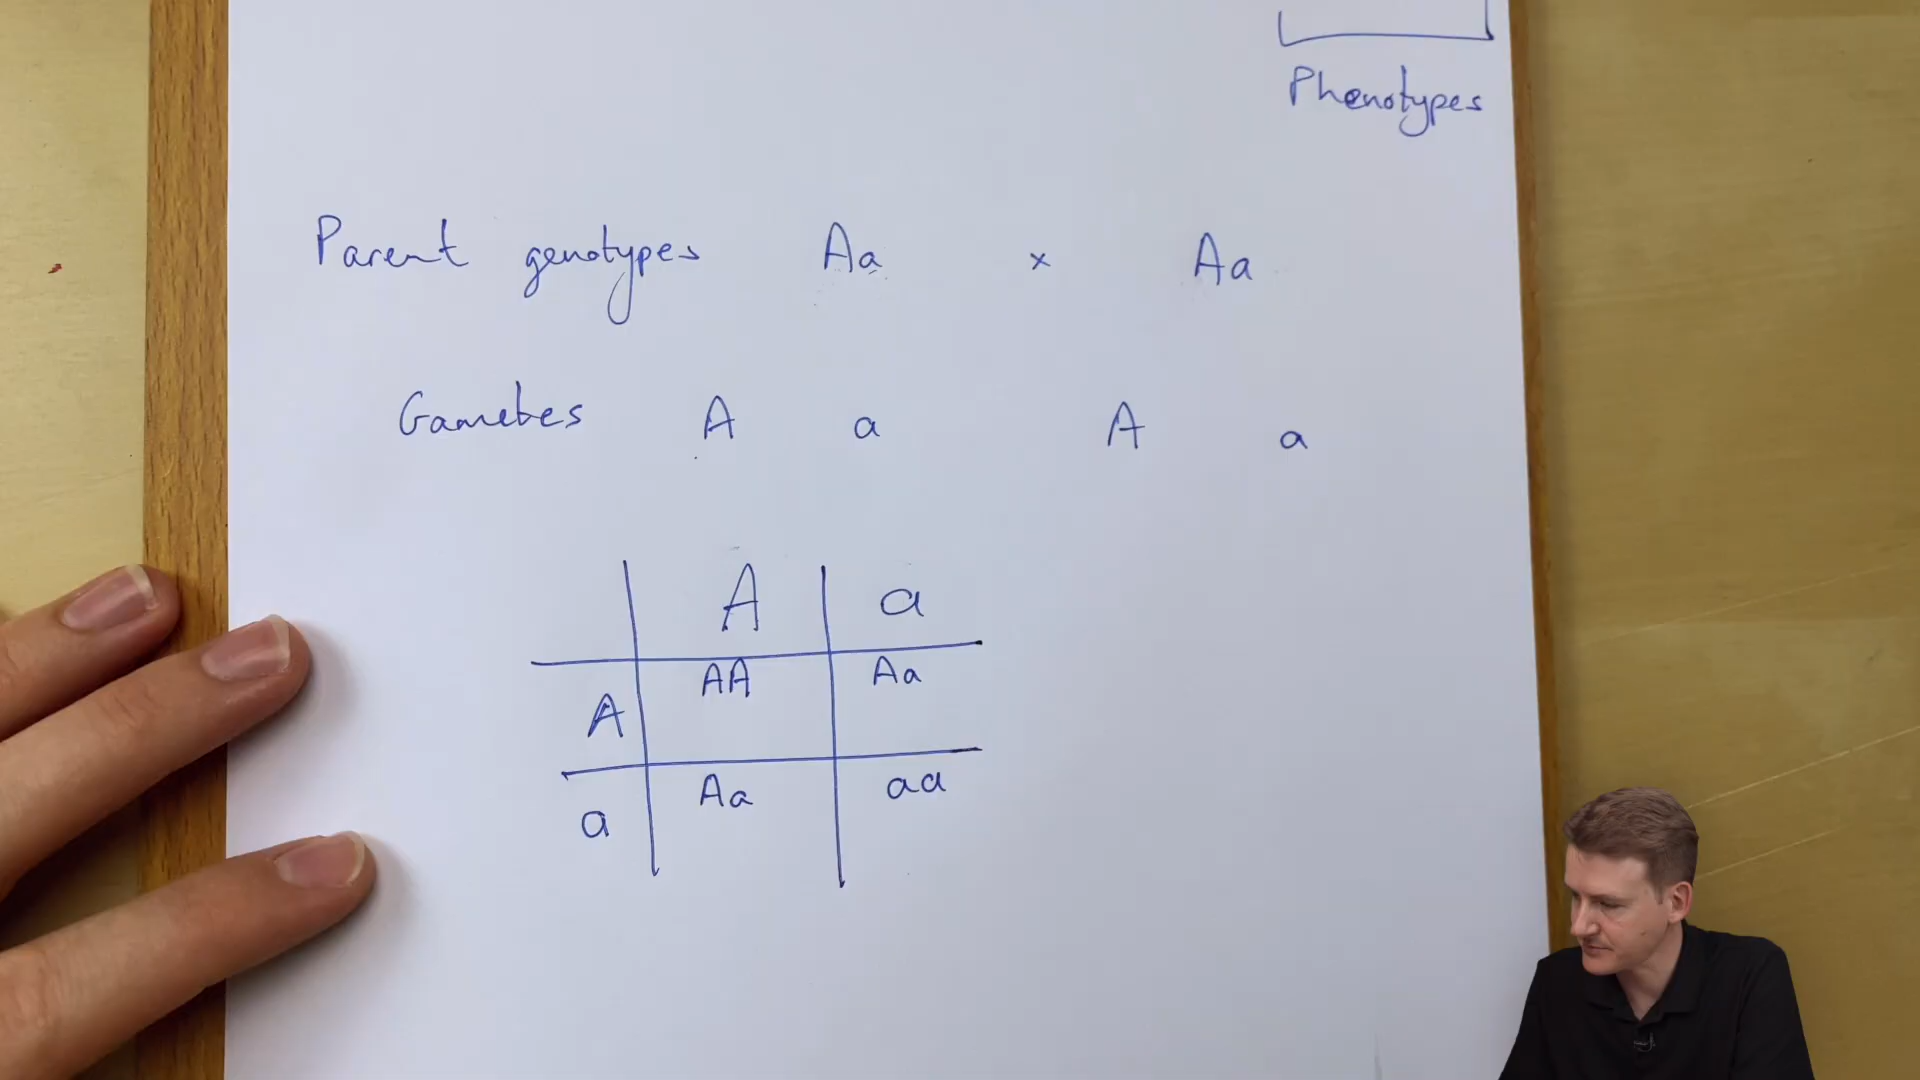 Phenotypes
Parent genotypes Aa x Aa
Gametes A a A a
A a
A AA Aa
a Aa aa